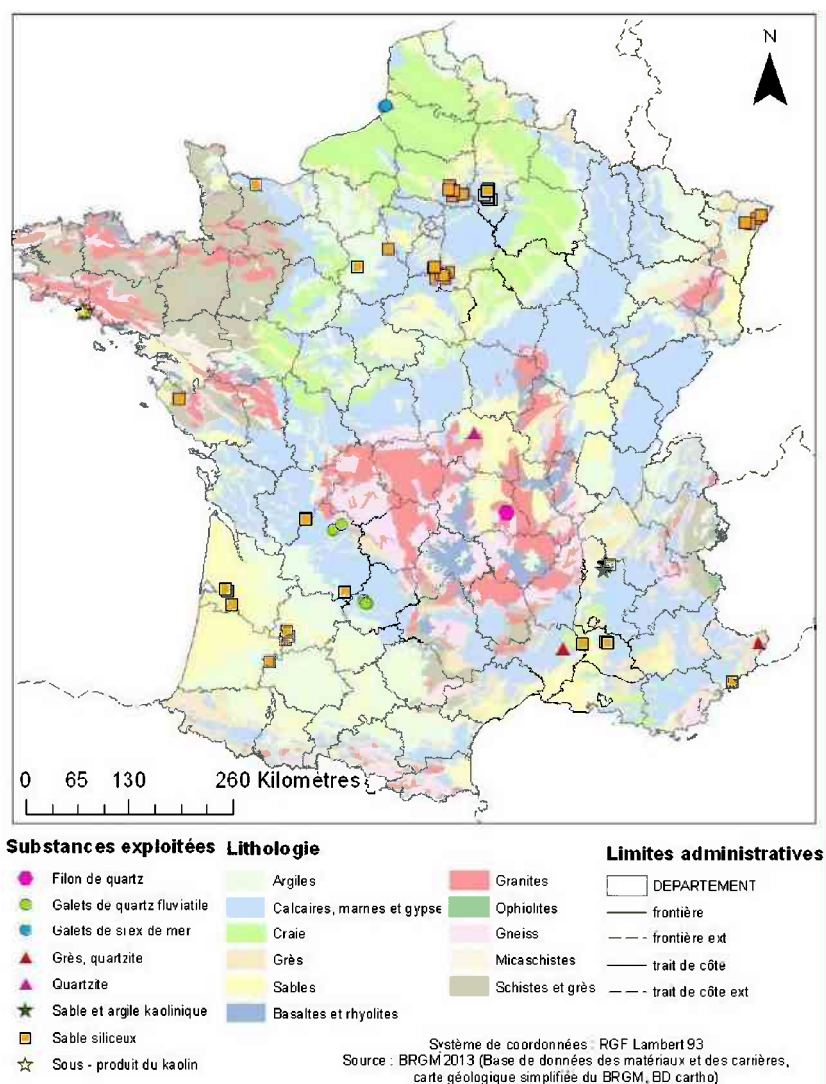 N
0 65 130 260 Kilomètres
Substances exploitées
Filon de quartz
Galets de quartz fluviatile
Galets de silex de mer
Grès, quartzite
Quartzite
Sable et argile kaolinique
Sable siliceux
Sous - produit du kaolin
Lithologie
Argiles
Calcaires, marnes et gypse
Craie
Grès
Sables
Basaltes et rhyolites
Granites
Ophiolites
Gneiss
Micaschistes
Schistes et grès
Limites administratives
DEPARTEMENT
frontière
frontière ext
trait de côte
trait de côte ext
Système de coordonnées : RGF Lambert 93
Source : BRGM 2013 (Base de données des matériaux et des carrières,
carte géologique simplifiée du BRGM, BD cartho)